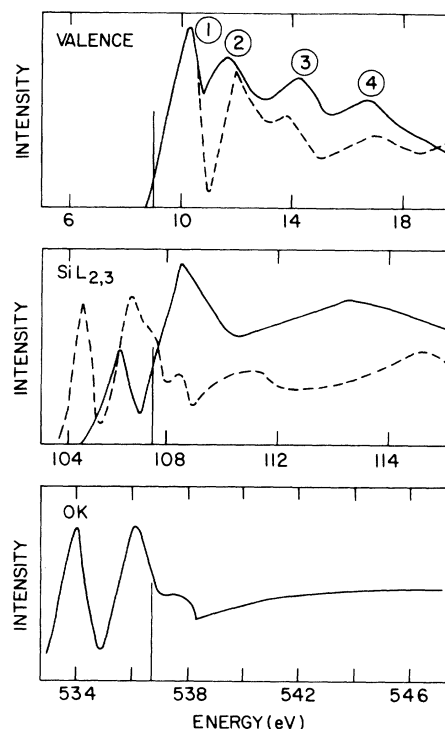 VALENCE
1 2 3 4
INTENSITY
6 10 14 18
Si L2,3
INTENSITY
104 108 112 114
OK
INTENSITY
534 538 542 546
ENERGY (eV)